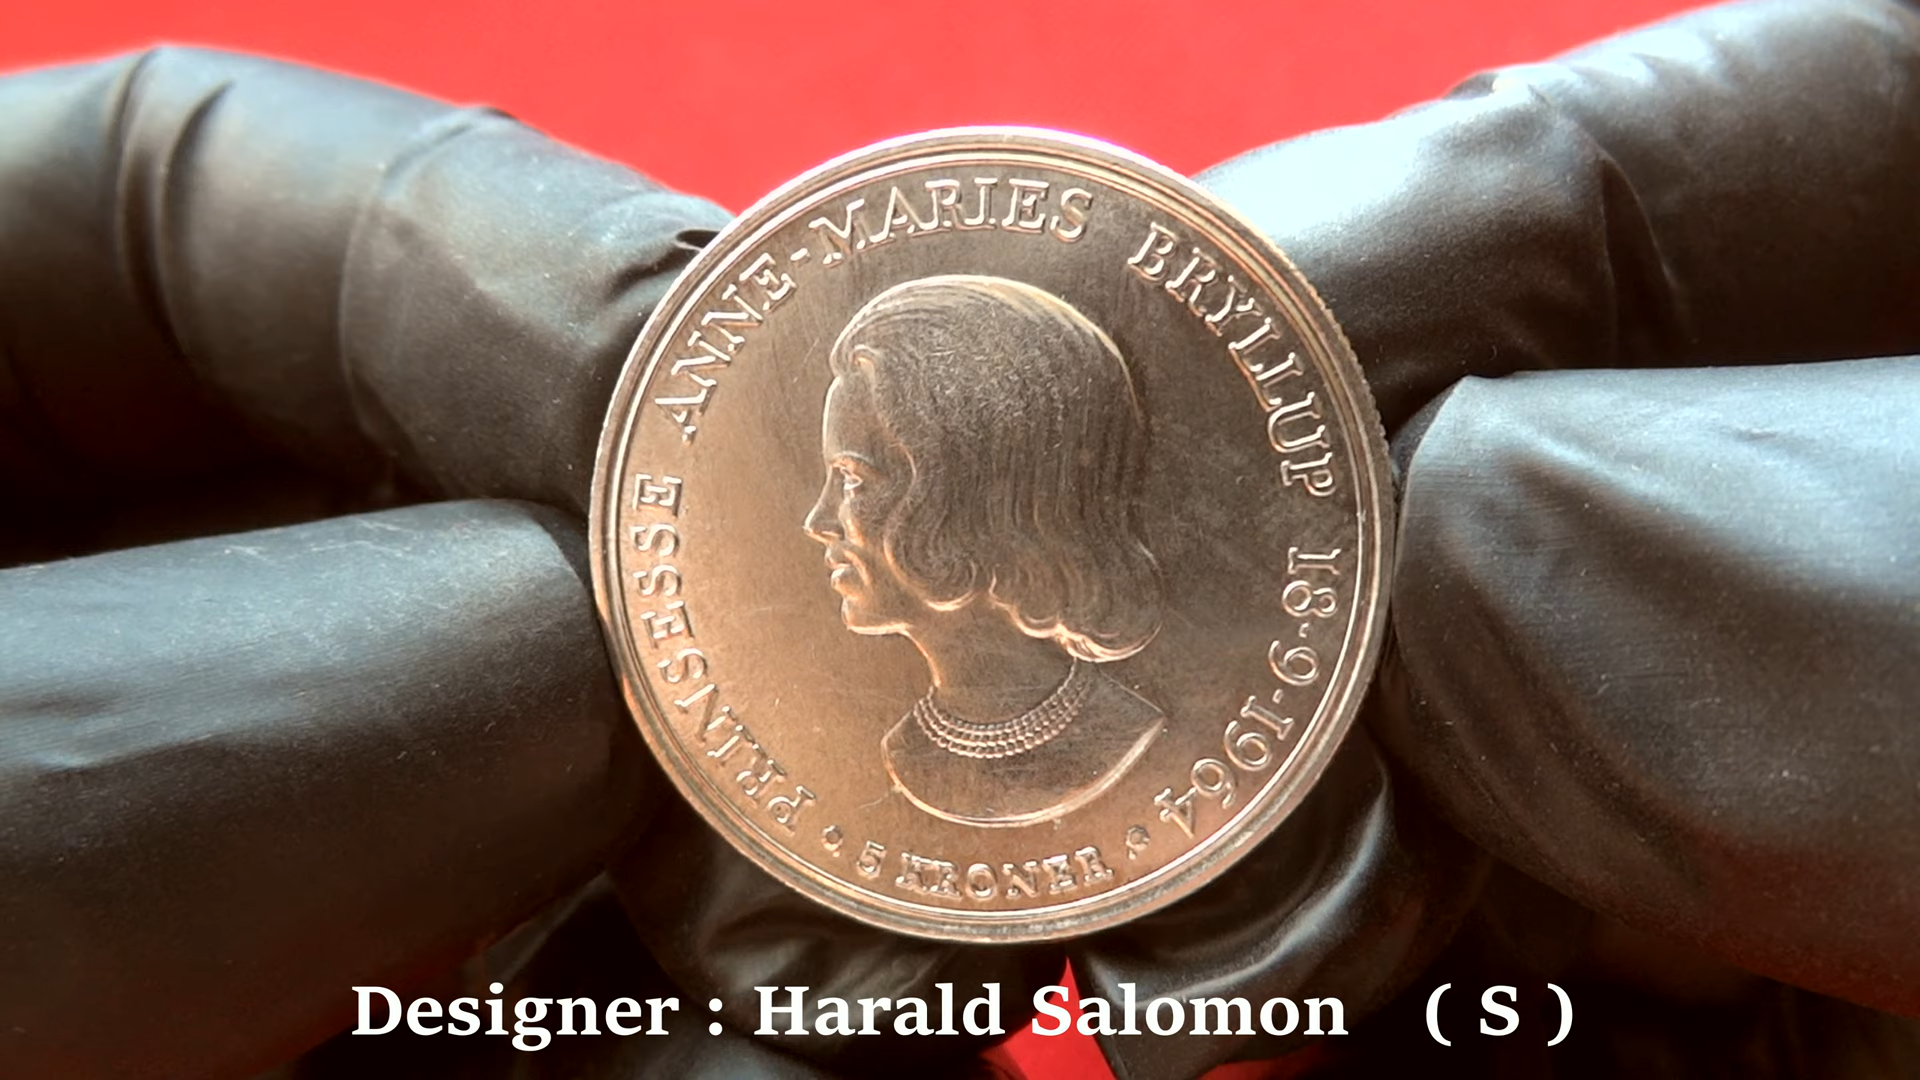 PRINSESSE ANNE-MARIES BRYLLUP 18·9·1964
5 KRONER
Designer : Harald Salomon ( S )